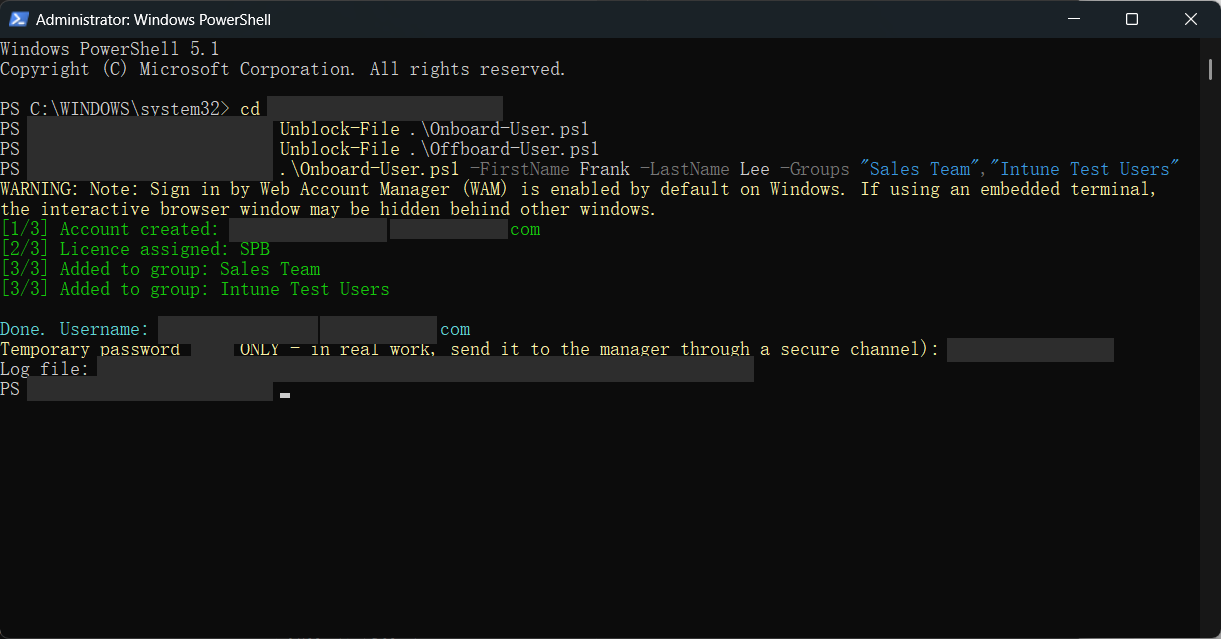 Administrator: Windows PowerShell
Windows PowerShell 5.1
Copyright (C) Microsoft Corporation. All rights reserved.
PS C:\WINDOWS\system32> cd
PS Unblock-File .\Onboard-User.ps1
PS Unblock-File .\Offboard-User.ps1
PS .\Onboard-User.ps1 -FirstName Frank -LastName Lee -Groups "Sales Team","Intune Test Users"
WARNING: Note: Sign in by Web Account Manager (WAM) is enabled by default on Windows. If using an embedded terminal,
the interactive browser window may be hidden behind other windows.
[1/3] Account created: com
[2/3] Licence assigned: SPB
[3/3] Added to group: Sales Team
[3/3] Added to group: Intune Test Users
Done. Username: com
Temporary password ONLY - in real work, send it to the manager through a secure channel):
Log file:
PS